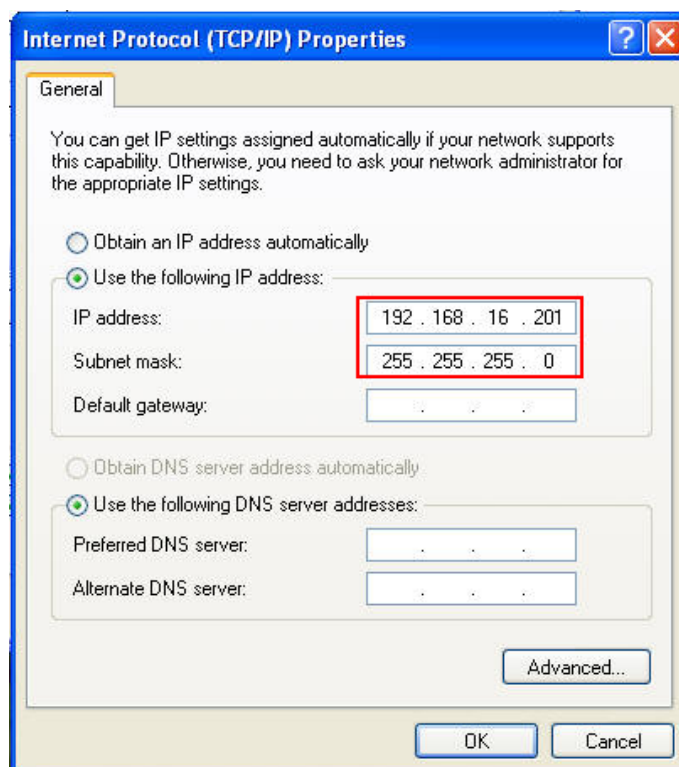 Internet Protocol (TCP/IP) Properties
General
You can get IP settings assigned automatically if your network supports
this capability. Otherwise, you need to ask your network administrator for
the appropriate IP settings.
Obtain an IP address automatically
Use the following IP address:
IP address: 192 . 168 . 16 . 201
Subnet mask: 255 . 255 . 255 . 0
Default gateway: . . .
Obtain DNS server address automatically
Use the following DNS server addresses:
Preferred DNS server: . . .
Alternate DNS server: . . .
Advanced...
OK Cancel